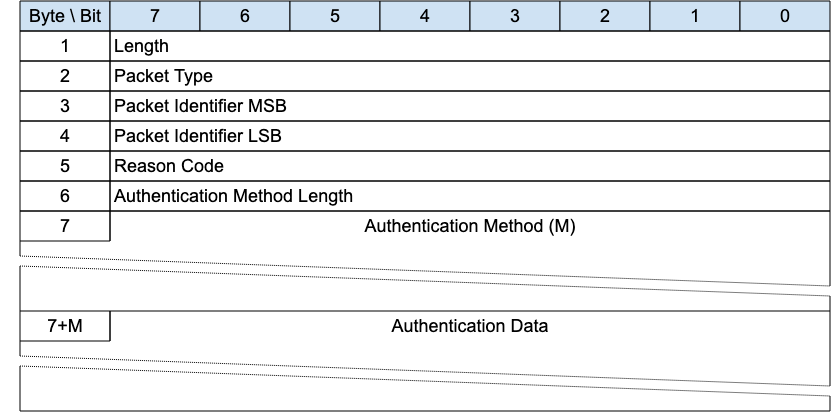 Byte \ Bit 7 6 5 4 3 2 1 0
1 Length
2 Packet Type
3 Packet Identifier MSB
4 Packet Identifier LSB
5 Reason Code
6 Authentication Method Length
7 Authentication Method (M)
7+M Authentication Data